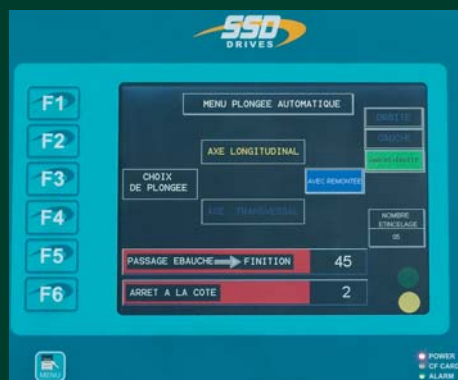 SSD
DRIVES
F1
F2
F3
F4
F5
F6
MENU PLONGEE AUTOMATIQUE
ORBITE
GAUCHE
AXE LONGITUDINAL
CHOIX
DE PLONGEE
AVEC REMONTEE
AXE TRANSVERSAL
NOMBRE
ETINCELAGE
05
PASSAGE EBAUCHE FINITION 45
ARRET A LA COTE 2
MENU
POWER
CF CARD
ALARM